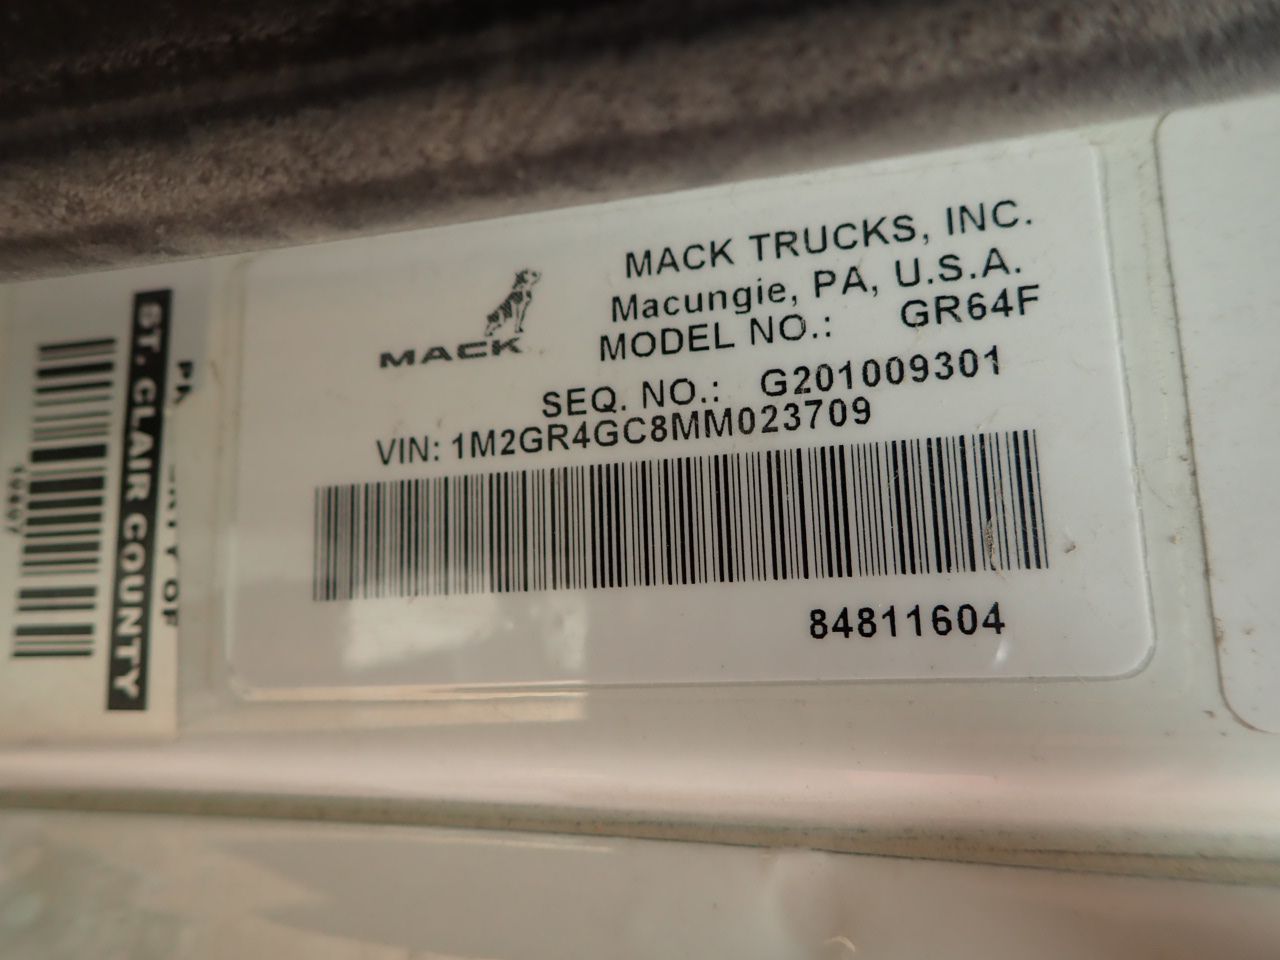 MACK TRUCKS, INC.
Macungie, PA, U.S.A.
MACK
MODEL NO.: GR64F
SEQ. NO.: G201009301
VIN: 1M2GR4GC8MM023709
84811604
ST. CLAIR COUNTY